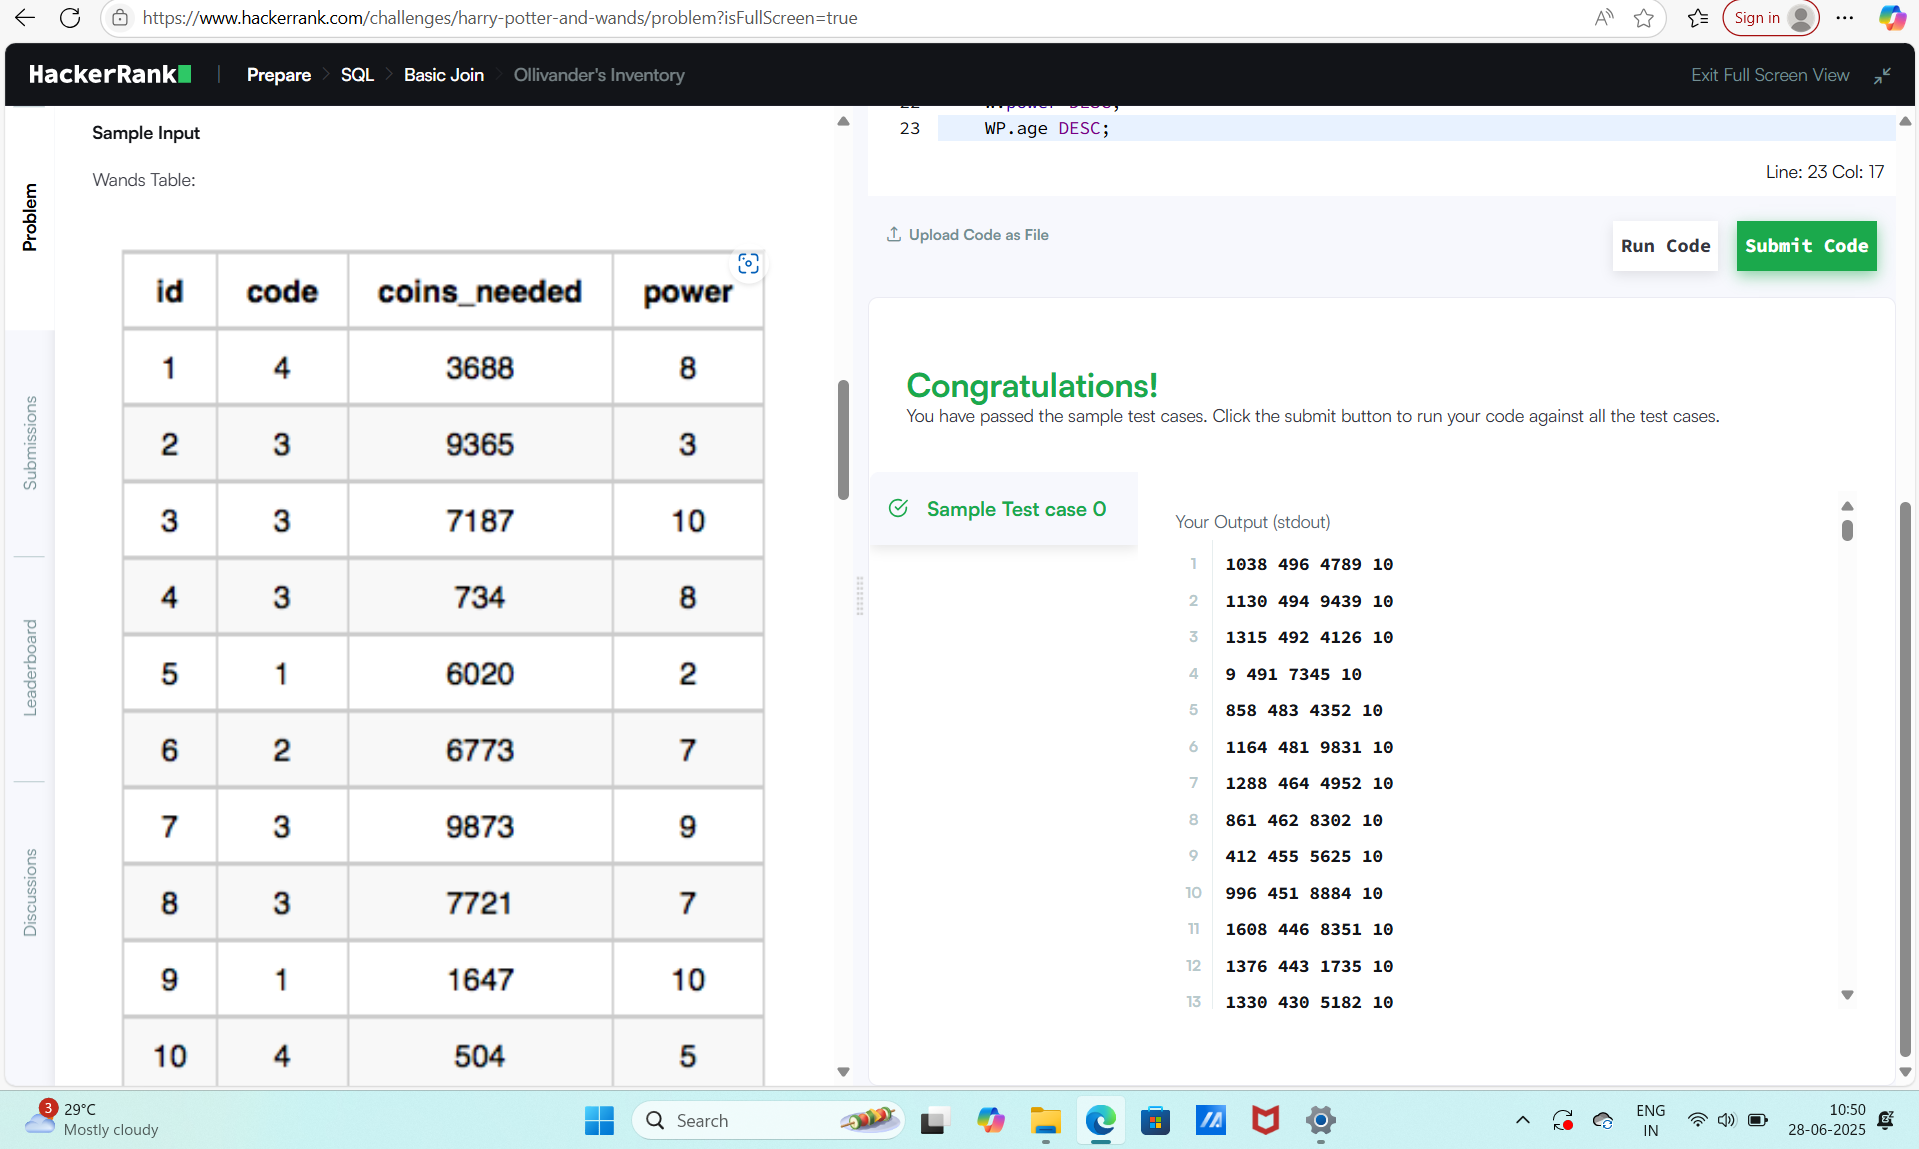 https://www.hackerrank.com/challenges/harry-potter-and-wands/problem?isFullScreen=true
Sign in
HackerRank
Prepare
SQL
Basic Join
Ollivander's Inventory
Exit Full Screen View
Problem
Submissions
Leaderboard
Discussions
Sample Input
Wands Table:
id code coins_needed power
1 4 3688 8
2 3 9365 3
3 3 7187 10
4 3 734 8
5 1 6020 2
6 2 6773 7
7 3 9873 9
8 3 7721 7
9 1 1647 10
10 4 504 5
23 WP.age DESC;
Line: 23 Col: 17
Upload Code as File
Run Code
Submit Code
Congratulations!
You have passed the sample test cases. Click the submit button to run your code against all the test cases.
Sample Test case 0
Your Output (stdout)
1 1038 496 4789 10
2 1130 494 9439 10
3 1315 492 4126 10
4 9 491 7345 10
5 858 483 4352 10
6 1164 481 9831 10
7 1288 464 4952 10
8 861 462 8302 10
9 412 455 5625 10
10 996 451 8884 10
11 1608 446 8351 10
12 1376 443 1735 10
13 1330 430 5182 10
3
29°C
Mostly cloudy
Search
ENG
IN
10:50
28-06-2025